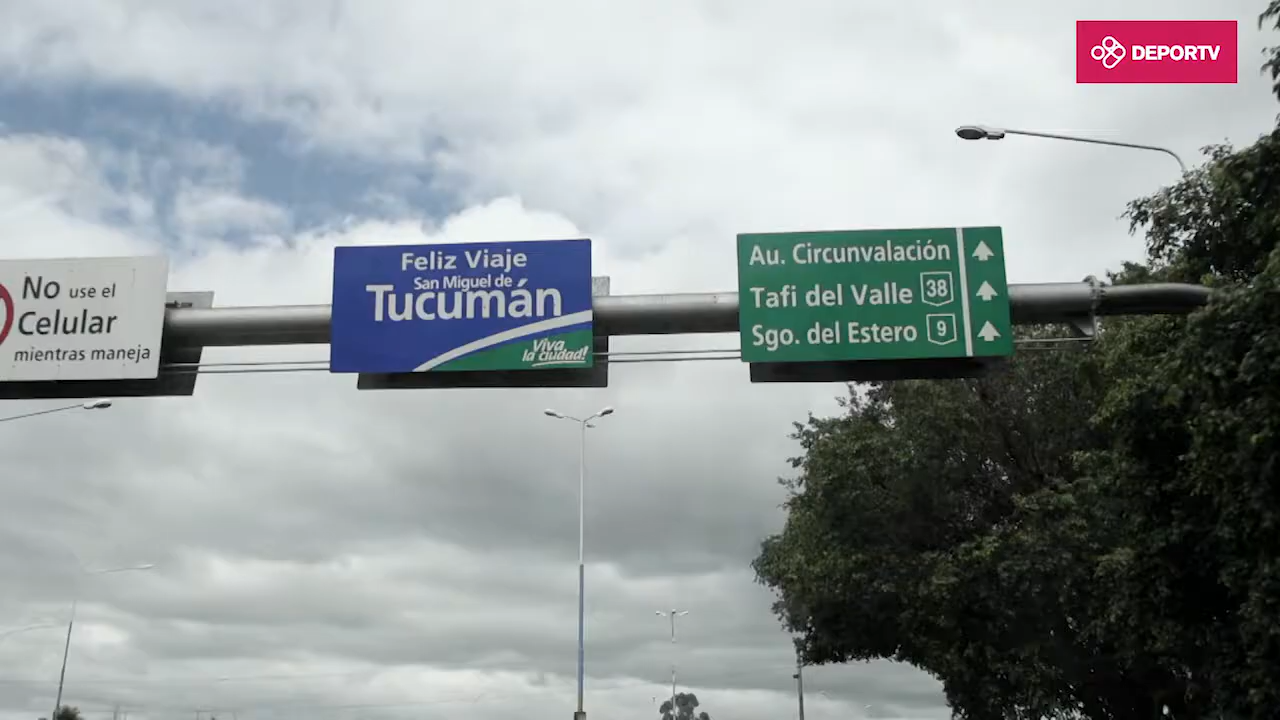 DEPORTV
No use el
Celular
mientras maneja
Feliz Viaje
San Miguel de
Tucumán
Viva
la ciudad!
Au. Circunvalación
Tafi del Valle 38
Sgo. del Estero 9